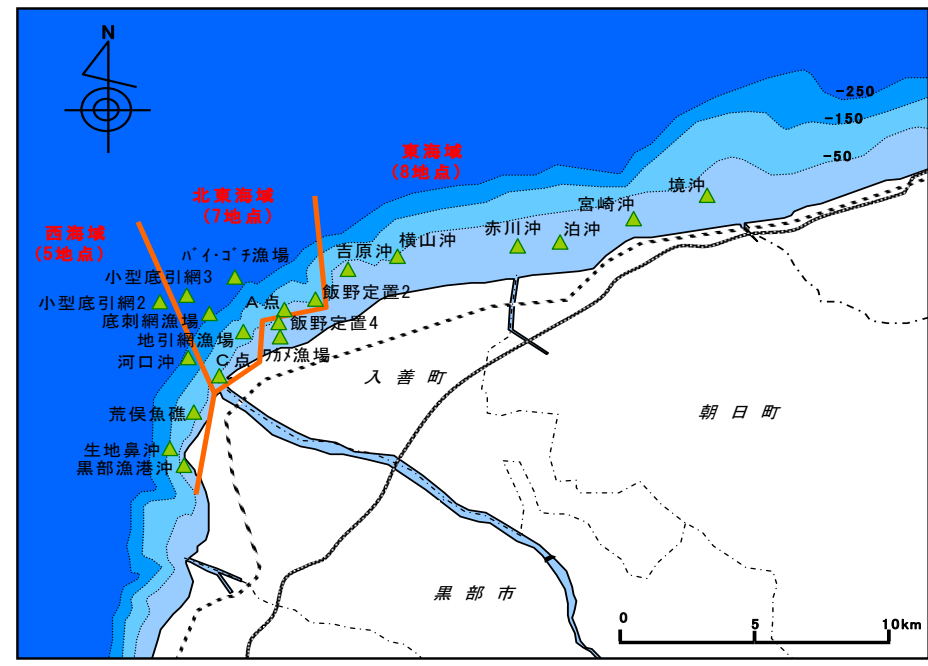 N
-250
-150
-50
東海域
(8地点)
境沖
北東海域
(7地点)
宮崎沖
西海域
(5地点)
赤川沖
泊沖
横山沖
吉原沖
バイ・ゴチ漁場
小型底引網3
小型底引網2
A点
飯野定置2
底刺網漁場
飯野定置4
地引網漁場
ワカメ漁場
河口沖
C点
入善町
荒俣魚礁
朝日町
生地鼻沖
黒部漁港沖
黒部市
0
5
10km